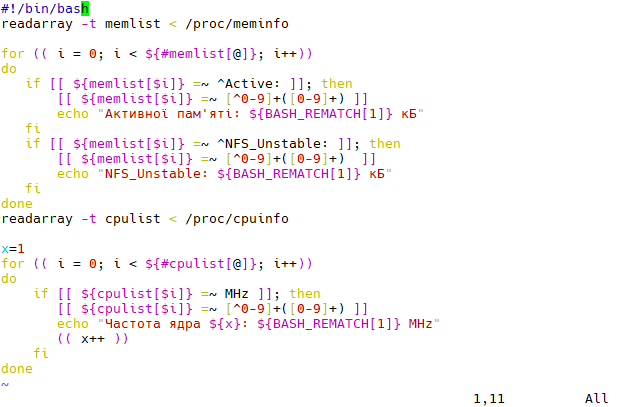 #!/bin/bash
readarray -t memlist < /proc/meminfo
for (( i = 0; i < ${#memlist[@]}; i++))
do
if [[ ${memlist[$i]} =~ ^Active: ]]; then
[[ ${memlist[$i]} =~ [^0-9]+([0-9]+) ]]
echo "Активної пам'яті: ${BASH_REMATCH[1]} кБ"
fi
if [[ ${memlist[$i]} =~ ^NFS_Unstable: ]]; then
[[ ${memlist[$i]} =~ [^0-9]+([0-9]+)  ]]
echo "NFS_Unstable: ${BASH_REMATCH[1]} кБ"
fi
done
readarray -t cpulist < /proc/cpuinfo
x=1
for (( i = 0; i < ${#cpulist[@]}; i++))
do
if [[ ${cpulist[$i]} =~ MHz ]]; then
[[ ${cpulist[$i]} =~ [^0-9]+([0-9]+) ]]
echo "Частота ядра ${x}: ${BASH_REMATCH[1]} MHz"
(( x++ ))
fi
done
~
1,11 All